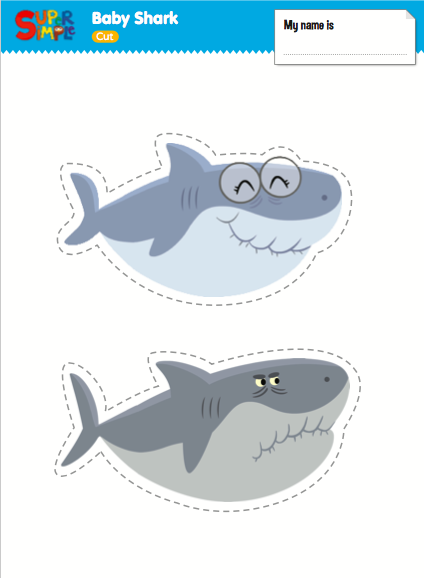 SUPER
SIMPLE
Baby Shark
Cut
My name is